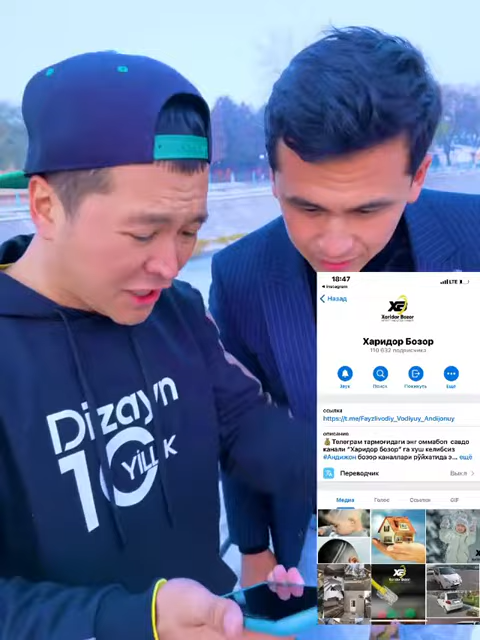 Dizayn
10
YILLIK
18:47
LTE
Instagram
Назад
XB
Xaridor Bozor
Харидор Бозор
110 632 подписчика
Звук
Поиск
Покинуть
Ещё
ссылка
https://t.me/Fayzlivodiy_Vodiyuy_Andijonuy
описание
Телеграм тармоғидаги энг оммабоп савдо
канали “Харидор бозор” га хуш келибсиз
#Андижон бозор каналлари рўйхатида э... ещё
Переводчик
Выкл
Медиа
Голос
Ссылки
GIF
Xaridor Bozor